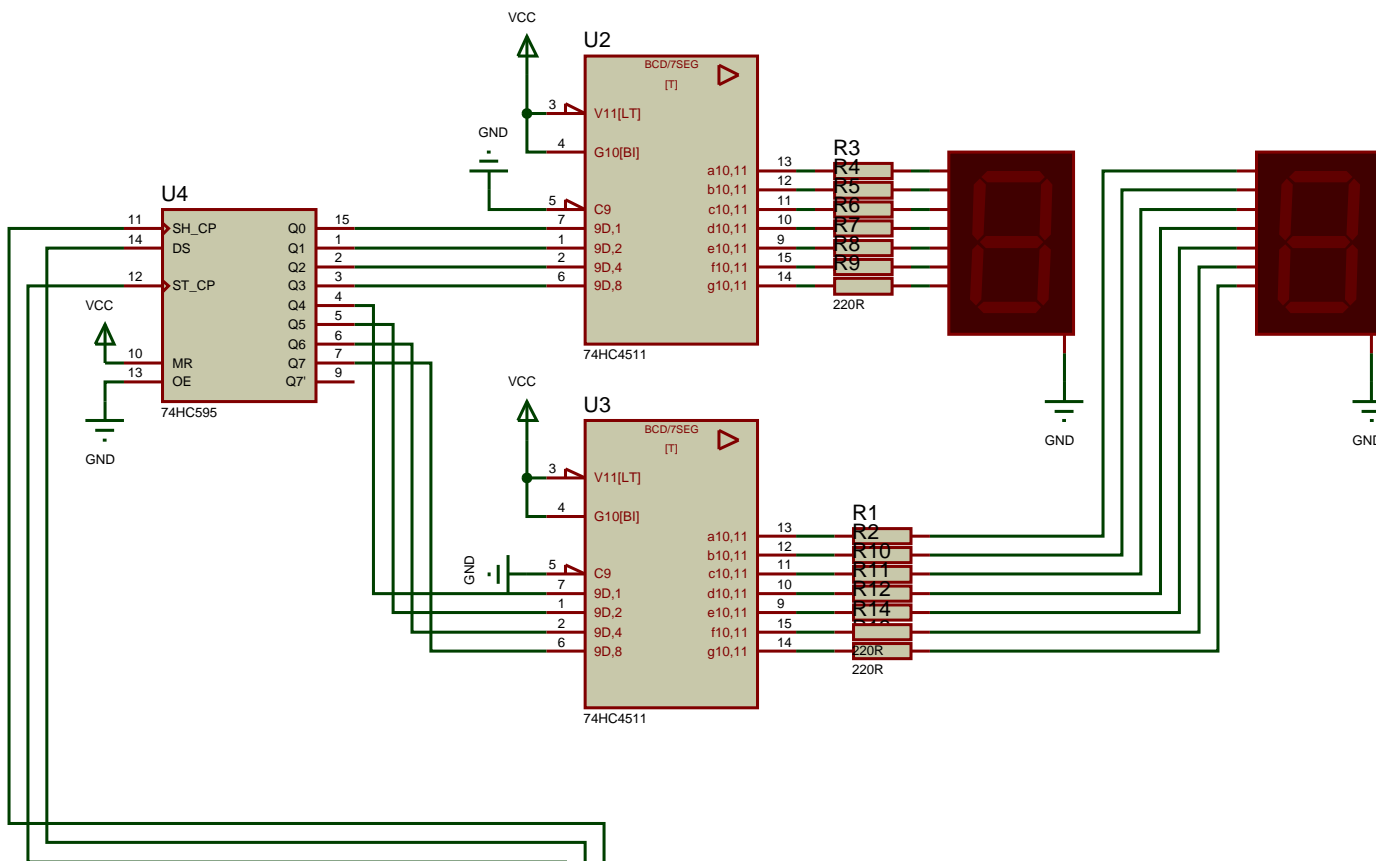 VCC
U2
BCD/7SEG
[T]
3 V11[LT]
4 G10[BI]
GND
5 C9
7 9D,1
1 9D,2
2 9D,4
6 9D,8
a10,11 13
b10,11 12
c10,11 11
d10,11 10
e10,11 9
f10,11 15
g10,11 14
74HC4511
R3
R4
R5
R6
R7
R8
R9
220R
GND
GND
U4
11 SH_CP
14 DS
12 ST_CP
VCC
10 MR
13 OE
GND
Q0 15
Q1 1
Q2 2
Q3 3
Q4 4
Q5 5
Q6 6
Q7 7
Q7' 9
74HC595
VCC
U3
BCD/7SEG
[T]
3 V11[LT]
4 G10[BI]
GND
5 C9
7 9D,1
1 9D,2
2 9D,4
6 9D,8
a10,11 13
b10,11 12
c10,11 11
d10,11 10
e10,11 9
f10,11 15
g10,11 14
74HC4511
R1
R2
R10
R11
R12
R14
220R
220R